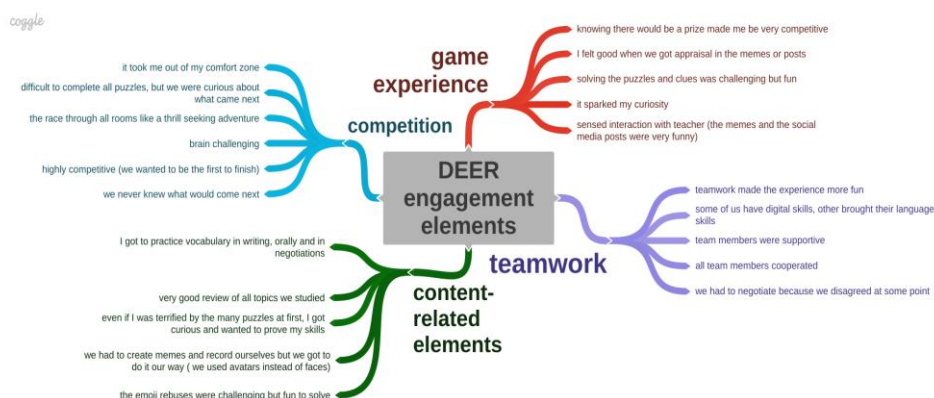 coggle
DEER
engagement
elements
game
experience
knowing there would be a prize made me be very competitive
I felt good when we got appraisal in the memes or posts
solving the puzzles and clues was challenging but fun
it sparked my curiosity
sensed interaction with teacher (the memes and the social
media posts were very funny)
competition
it took me out of my comfort zone
difficult to complete all puzzles, but we were curious about
what came next
the race through all rooms like a thrill seeking adventure
brain challenging
highly competitive (we wanted to be the first to finish)
we never knew what would come next
teamwork
teamwork made the experience more fun
some of us have digital skills, other brought their language
skills
team members were supportive
all team members cooperated
we had to negotiate because we disagreed at some point
content-
related
elements
I got to practice vocabulary in writing, orally and in
negotiations
very good review of all topics we studied
even if I was terrified by the many puzzles at first, I got
curious and wanted to prove my skills
we had to create memes and record ourselves but we got to
do it our way ( we used avatars instead of faces)
the emoji rebuses were challenging but fun to solve